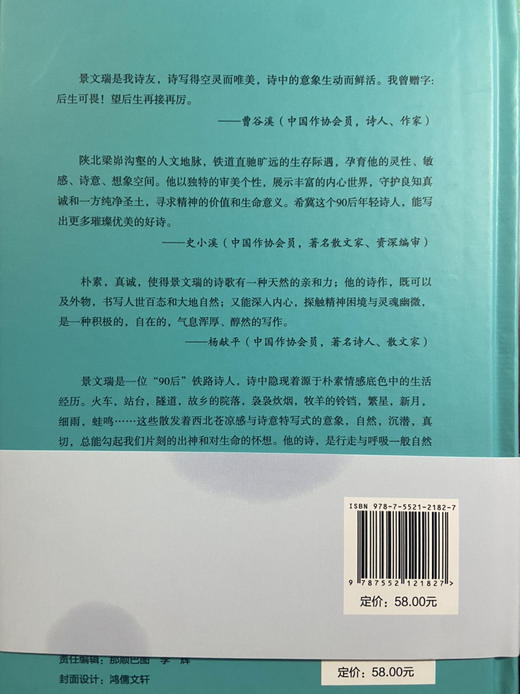 景文瑞是我诗友，诗写得空灵而唯美，诗中的意象生动而鲜活。我曾赠字：
后生可畏！望后生再接再厉。
——曹谷溪（中国作协会员，诗人、作家）
陕北梁峁沟壑的人文地脉，铁道直驰旷远的生存际遇，孕育他的灵性、敏
感、诗意、想象空间。他以独特的审美个性，展示丰富的内心世界，守护良知真
诚和一方纯净圣土，寻求精神的价值和生命意义。希冀这个90后年轻诗人，能写
出更多璀璨优美的好诗。
——史小溪（中国作协会员，著名散文家、资深编审）
朴素，真诚，使得景文瑞的诗歌有一种天然的亲和力；他的诗作，既可以
及外物，书写人世百态和大地自然；又能深入内心，探触精神困境与灵魂幽微，
是一种积极的，自在的，气息浑厚、醇然的写作。
——杨献平（中国作协会员，著名诗人、散文家）
景文瑞是一位“90后”铁路诗人，诗中隐现着源于朴素情感底色中的生活
经历。火车，站台，隧道，故乡的院落，袅袅炊烟，牧羊的铃铛，繁星，新月，
细雨，蛙鸣……这些散发着西北苍凉感与诗意特写式的意象，自然，沉潜，真
切，总能勾起我们片刻的出神和对生命的怀想。他的诗，是行走与呼吸一般自然
ISBN 978-7-5521-2182-7
9 787552 121827>
定价：58.00元
责任编辑：那顺巴图 李 辉
封面设计：鸿儒文轩
定价：58.00元